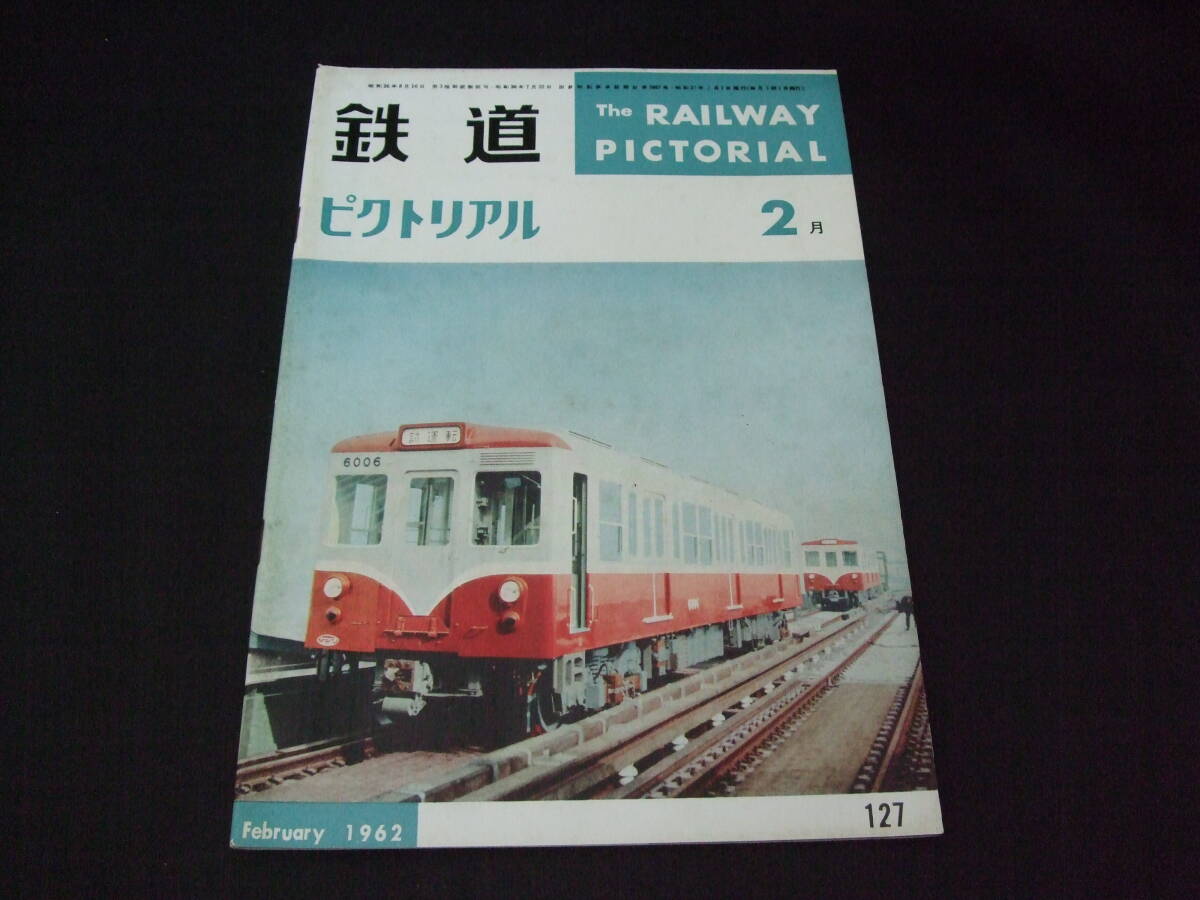 鉄道
The RAILWAY
PICTORIAL
ピクトリアル
2月
試運転
6006
February 1962
127